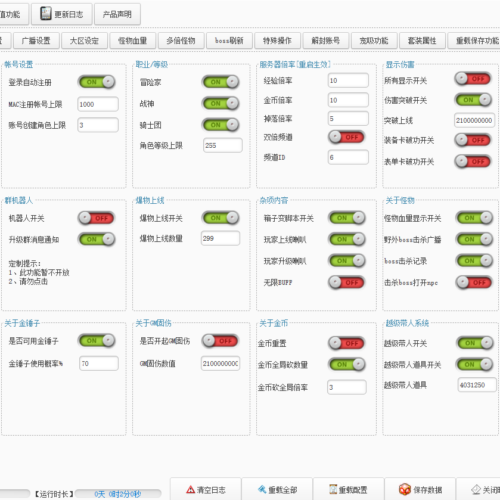 值功能 更新日志 产品声明
置 广播设置 大区设定 怪物血量 多倍怪物 boss刷新 特殊操作 解封账号 宠吸功能 套装属性 重载保存功能
帐号设置
登录自动注册 ON
MAC注册帐号上限 1000
账号创建角色上限 3
职业/等级
冒险家 ON
战神 ON
骑士团 ON
角色等级上限 255
服务器倍率[重启生效]
经验倍率 10
金币倍率 10
掉落倍率 5
双倍频道 OFF
频道ID 6
显示伤害
所有显示开关 OFF
伤害突破开关 ON
突破上线 2100000000
装备卡破功开关 OFF
表单卡破功开关 OFF
群机器人
机器人开关 OFF
升级群消息通知 ON
定制提示:
1、此功能暂不开放
2、请勿点击
爆物上线
爆物上线开关 ON
爆物上线数量 299
杂项内容
箱子变脚本开关 ON
玩家上线喇叭 ON
玩家升级喇叭 ON
无限BUFF OFF
关于怪物
怪物血量显示开关 ON
野外boss击杀广播 ON
boss击杀记录 ON
击杀boss打开npc OFF
关于金锤子
是否可用金锤子 ON
金锤子使用概率% 70
关于GM固伤
是否开起GM固伤 OFF
GM固伤数值 2100000000
关于金币
金币重置 OFF
金币全局砍数量 ON
金币砍全局倍率 3
越级带人系统
越级带人开关 ON
越级带人道具开关 ON
越级带人道具 4031250
【运行时长】 0天 0时2分0秒 清空日志 重载全部 重载配置 保存数据 关闭